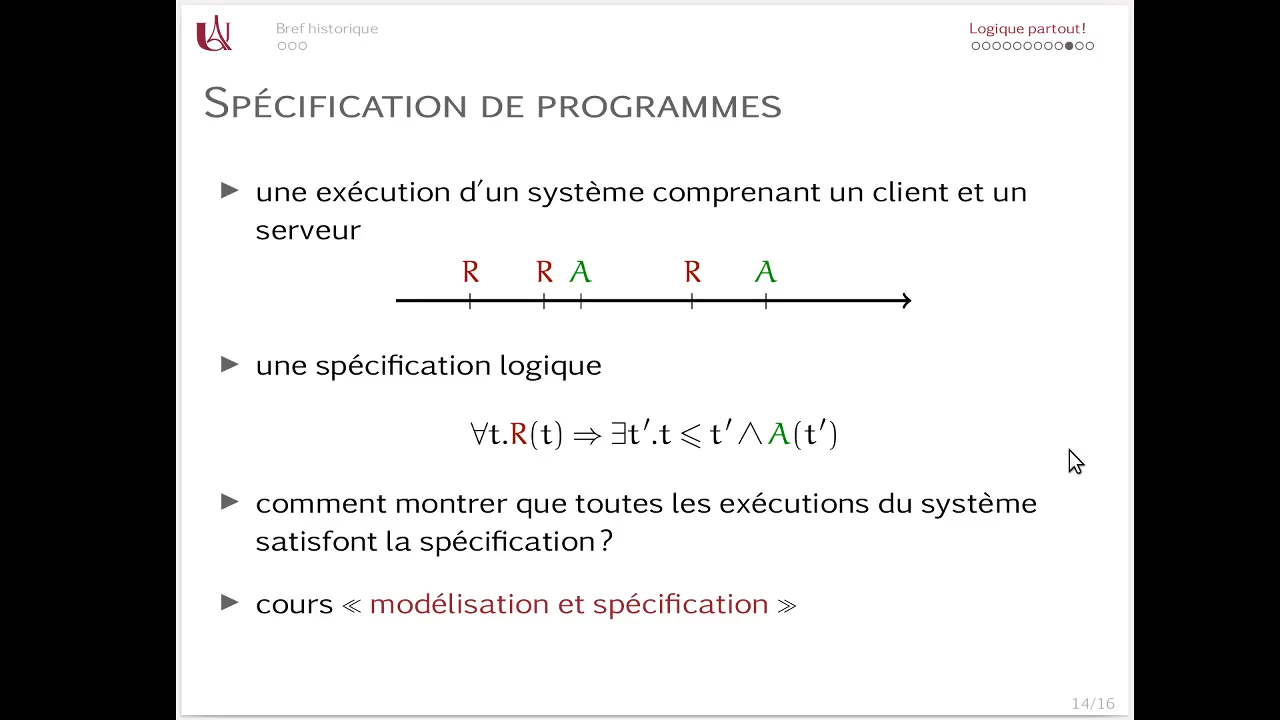 Bref historique
Logique partout!
Spécification de programmes
▶ une exécution d'un système comprenant un client et un
serveur
R R A R A
▶ une spécification logique
∀t.R(t) ⇒ ∃t′.t ⩽ t′ ∧ A(t′)
▶ comment montrer que toutes les exécutions du système
satisfont la spécification?
▶ cours ≪ modélisation et spécification ≫
14/16